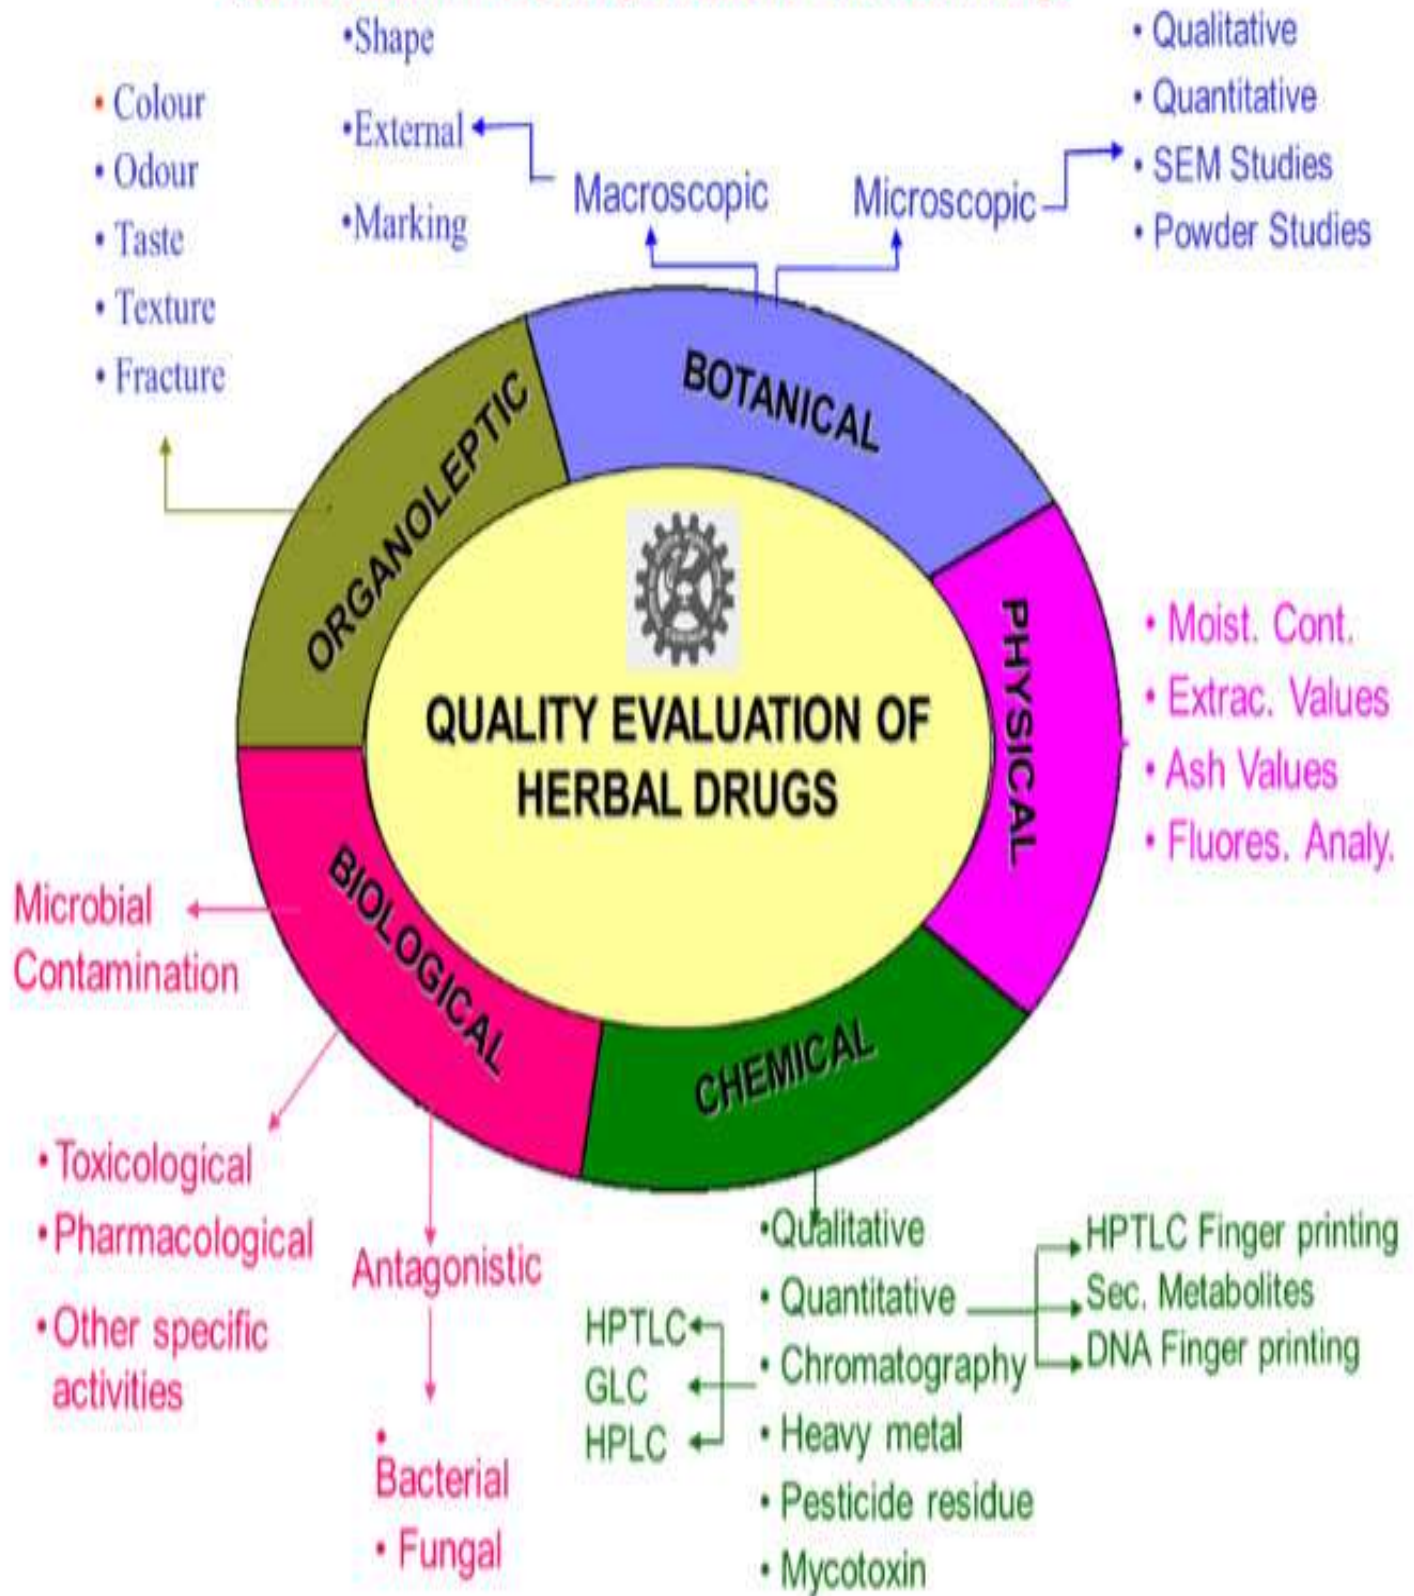 •Shape
•External
•Marking
• Colour
• Odour
• Taste
• Texture
• Fracture
Macroscopic
Microscopic
• Qualitative
• Quantitative
• SEM Studies
• Powder Studies
ORGANOLEPTIC
BOTANICAL
PHYSICAL
• Moist. Cont.
• Extrac. Values
• Ash Values
• Fluores. Analy.
QUALITY EVALUATION OF
HERBAL DRUGS
BIOLOGICAL
CHEMICAL
Microbial
Contamination
• Toxicological
• Pharmacological
• Other specific
activities
Antagonistic
•
Bacterial
• Fungal
•Qualitative
• Quantitative
• Chromatography
• Heavy metal
• Pesticide residue
• Mycotoxin
HPTLC
GLC
HPLC
HPTLC Finger printing
Sec. Metabolites
DNA Finger printing